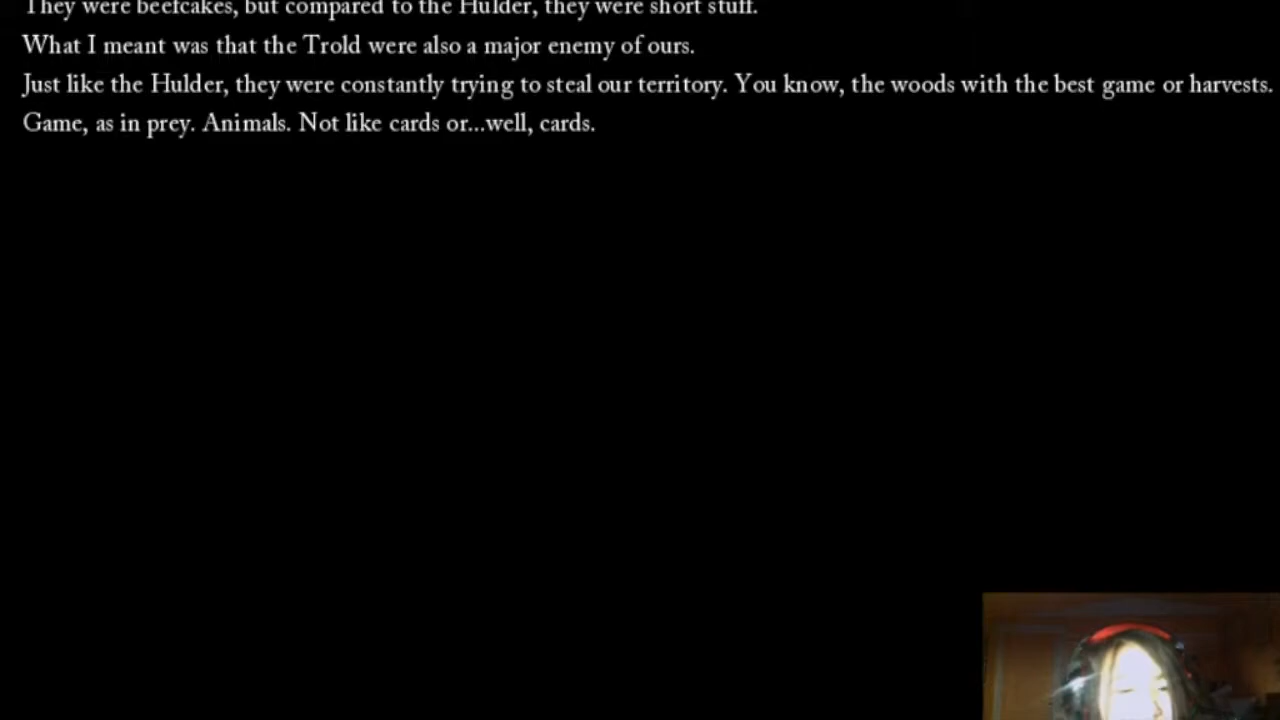 They were beefcakes, but compared to the Hulder, they were short stuff.
What I meant was that the Trold were also a major enemy of ours.
Just like the Hulder, they were constantly trying to steal our territory. You know, the woods with the best game or harvests.
Game, as in prey. Animals. Not like cards or...well, cards.